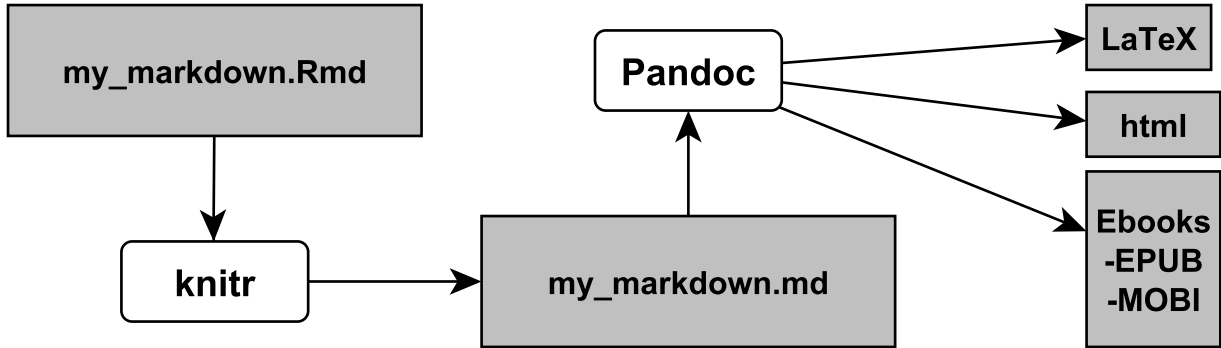 my_markdown.Rmd
knitr
my_markdown.md
Pandoc
LaTeX
html
Ebooks
-EPUB
-MOBI